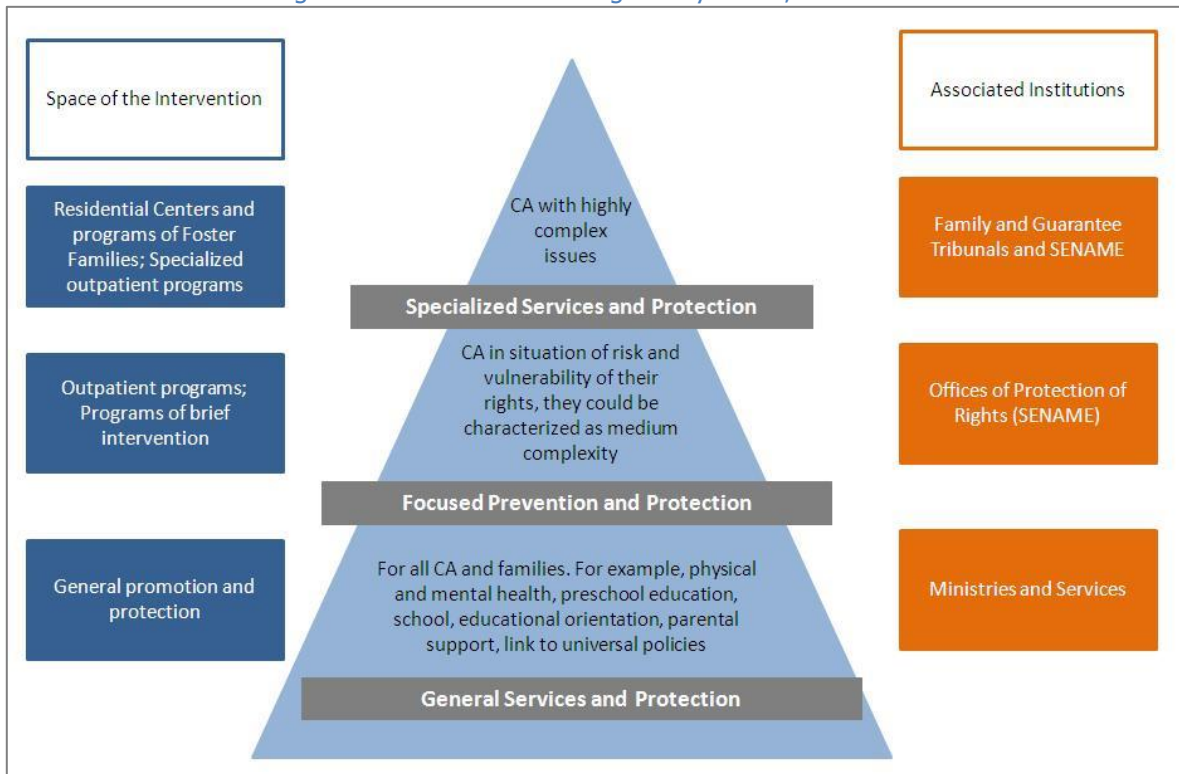 Space of the Intervention
Associated Institutions
Residential Centers and
programs of Foster
Families; Specialized
outpatient programs
CA with highly
complex
issues
Family and Guarantee
Tribunals and SENAME
Specialized Services and Protection
Outpatient programs;
Programs of brief
intervention
CA in situation of risk and
vulnerability of their
rights, they could be
characterized as medium
complexity
Offices of Protection of
Rights (SENAME)
Focused Prevention and Protection
General promotion and
protection
For all CA and families. For example, physical
and mental health, preschool education,
school, educational orientation, parental
support, link to universal policies
Ministries and Services
General Services and Protection